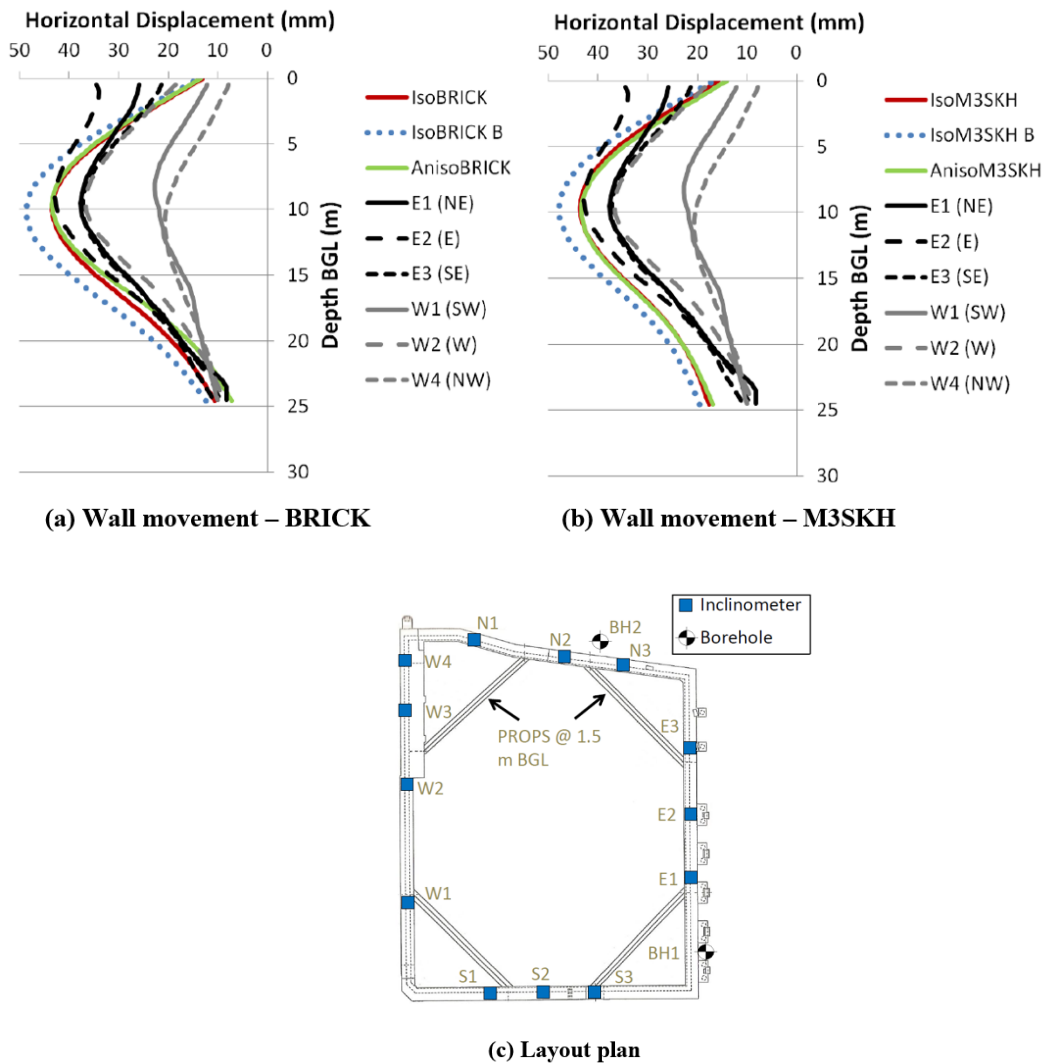 Horizontal Displacement (mm)
50 40 30 20 10 0
0
5
10
15
20
25
30
Depth BGL (m)
IsoBRICK
IsoBRICK B
AnisoBRICK
E1 (NE)
E2 (E)
E3 (SE)
W1 (SW)
W2 (W)
W4 (NW)
(a) Wall movement – BRICK
Horizontal Displacement (mm)
50 40 30 20 10 0
0
5
10
15
20
25
30
Depth BGL (m)
IsoM3SKH
IsoM3SKH B
AnisoM3SKH
E1 (NE)
E2 (E)
E3 (SE)
W1 (SW)
W2 (W)
W4 (NW)
(b) Wall movement – M3SKH
Inclinometer
Borehole
N1
N2
BH2
N3
W4
W3
PROPS @ 1.5
m BGL
E3
W2
E2
E1
W1
BH1
S1
S2
S3
(c) Layout plan